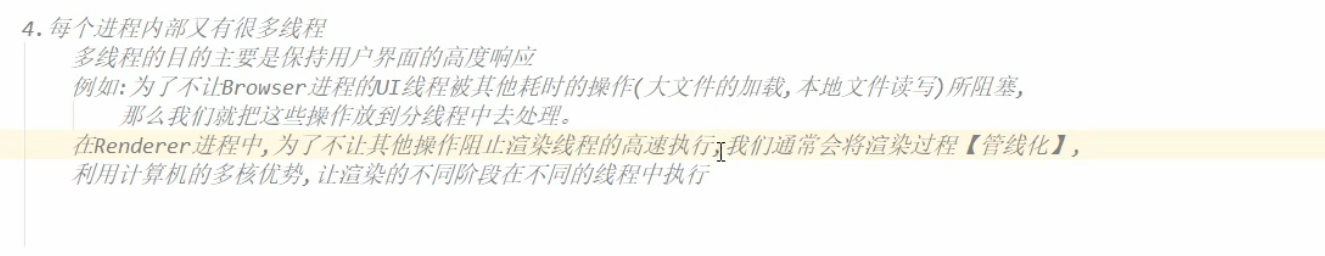 4.每个进程内部又有很多线程
多线程的目的主要是保持用户界面的高度响应
例如:为了不让Browser进程的UI线程被其他耗时的操作(大文件的加载,本地文件读写)所阻塞,
那么我们就把这些操作放到分线程中去处理。
在Renderer进程中,为了不让其他操作阻止渲染线程的高速执行,我们通常会将渲染过程【管线化】,
利用计算机的多核优势,让渲染的不同阶段在不同的线程中执行